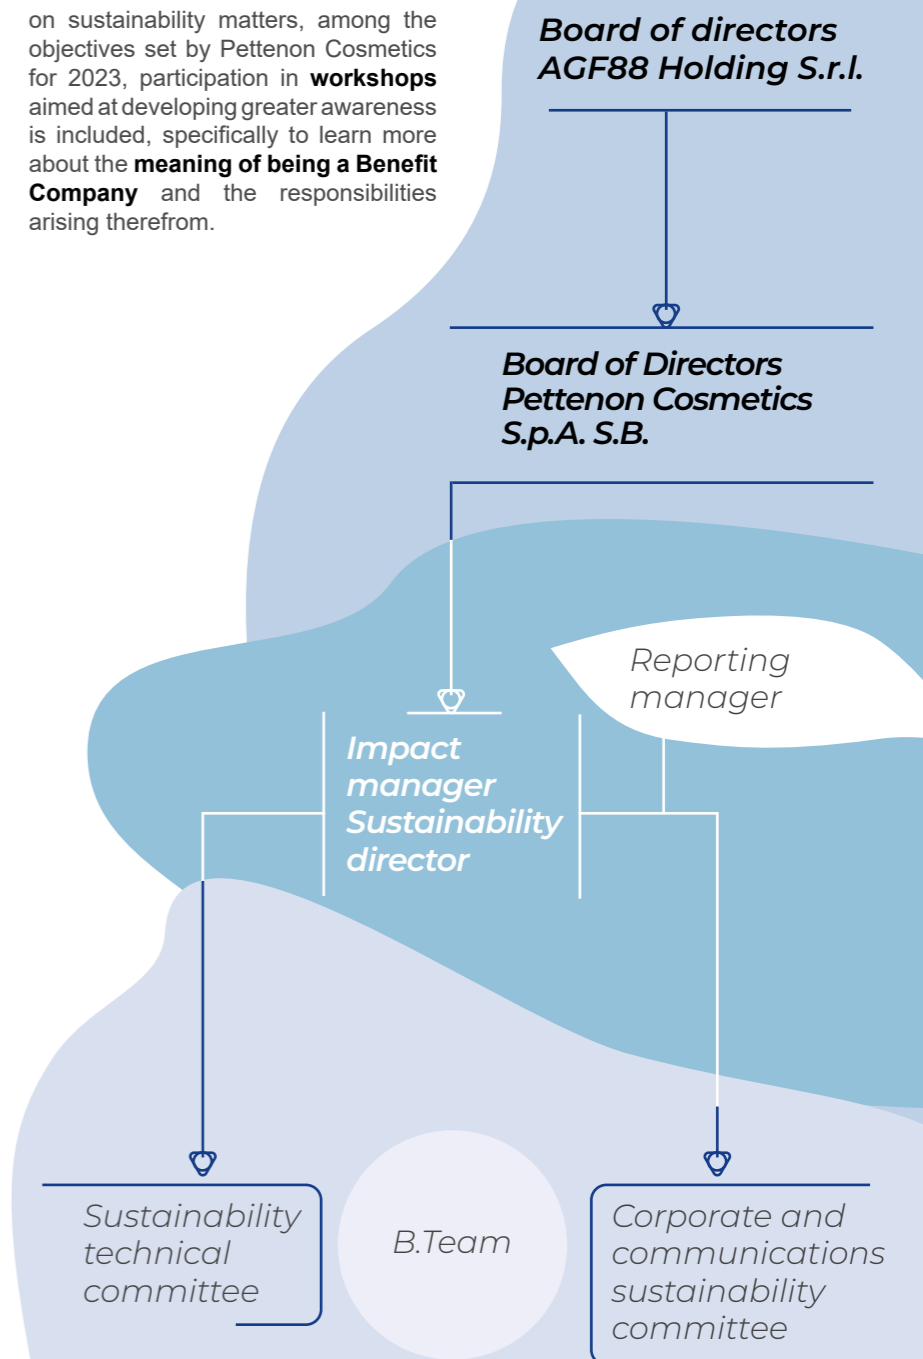 on sustainability matters, among the
objectives set by Pettenon Cosmetics
for 2023, participation in workshops
aimed at developing greater awareness
is included, specifically to learn more
about the meaning of being a Benefit
Company and the responsibilities
arising therefrom.
Board of directors
AGF88 Holding S.r.l.
Board of Directors
Pettenon Cosmetics
S.p.A. S.B.
Reporting
manager
Impact
manager
Sustainability
director
Sustainability
technical
committee
B.Team
Corporate and
communications
sustainability
committee